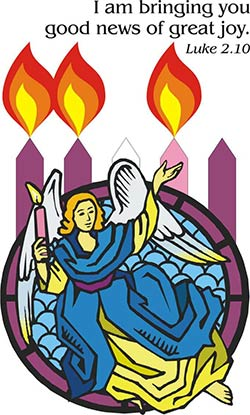 I am bringing you
good news of great joy.
Luke 2.10